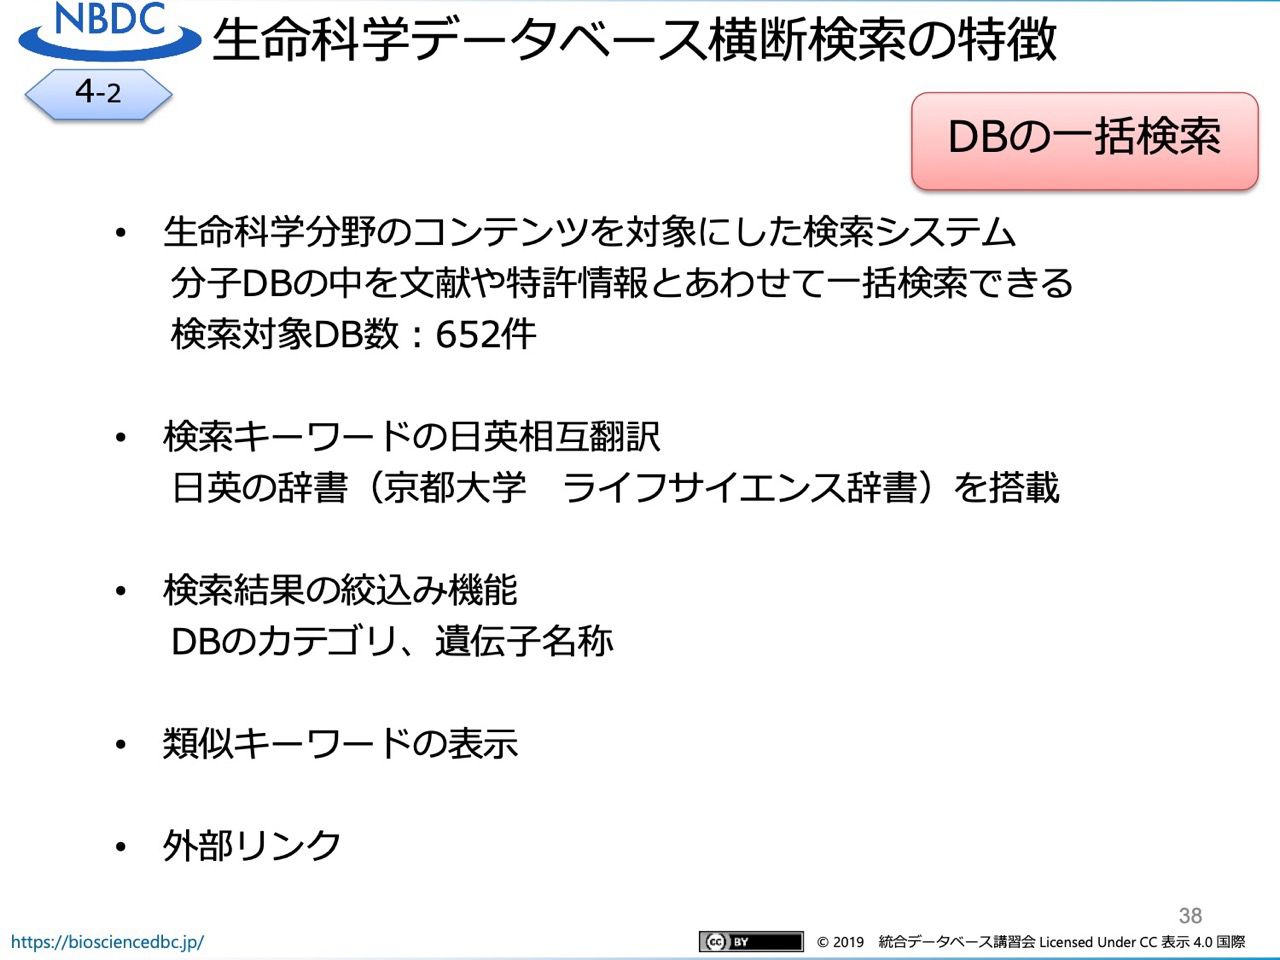 NBDC
生命科学データベース横断検索の特徴
4-2
DBの一括検索
• 生命科学分野のコンテンツを対象にした検索システム
分子DBの中を文献や特許情報とあわせて一括検索できる
検索対象DB数：652件
• 検索キーワードの日英相互翻訳
日英の辞書（京都大学　ライフサイエンス辞書）を搭載
• 検索結果の絞込み機能
DBのカテゴリ、遺伝子名称
• 類似キーワードの表示
• 外部リンク
38
https://biosciencedbc.jp/
cc BY
© 2019　統合データベース講習会 Licensed Under CC 表示 4.0 国際